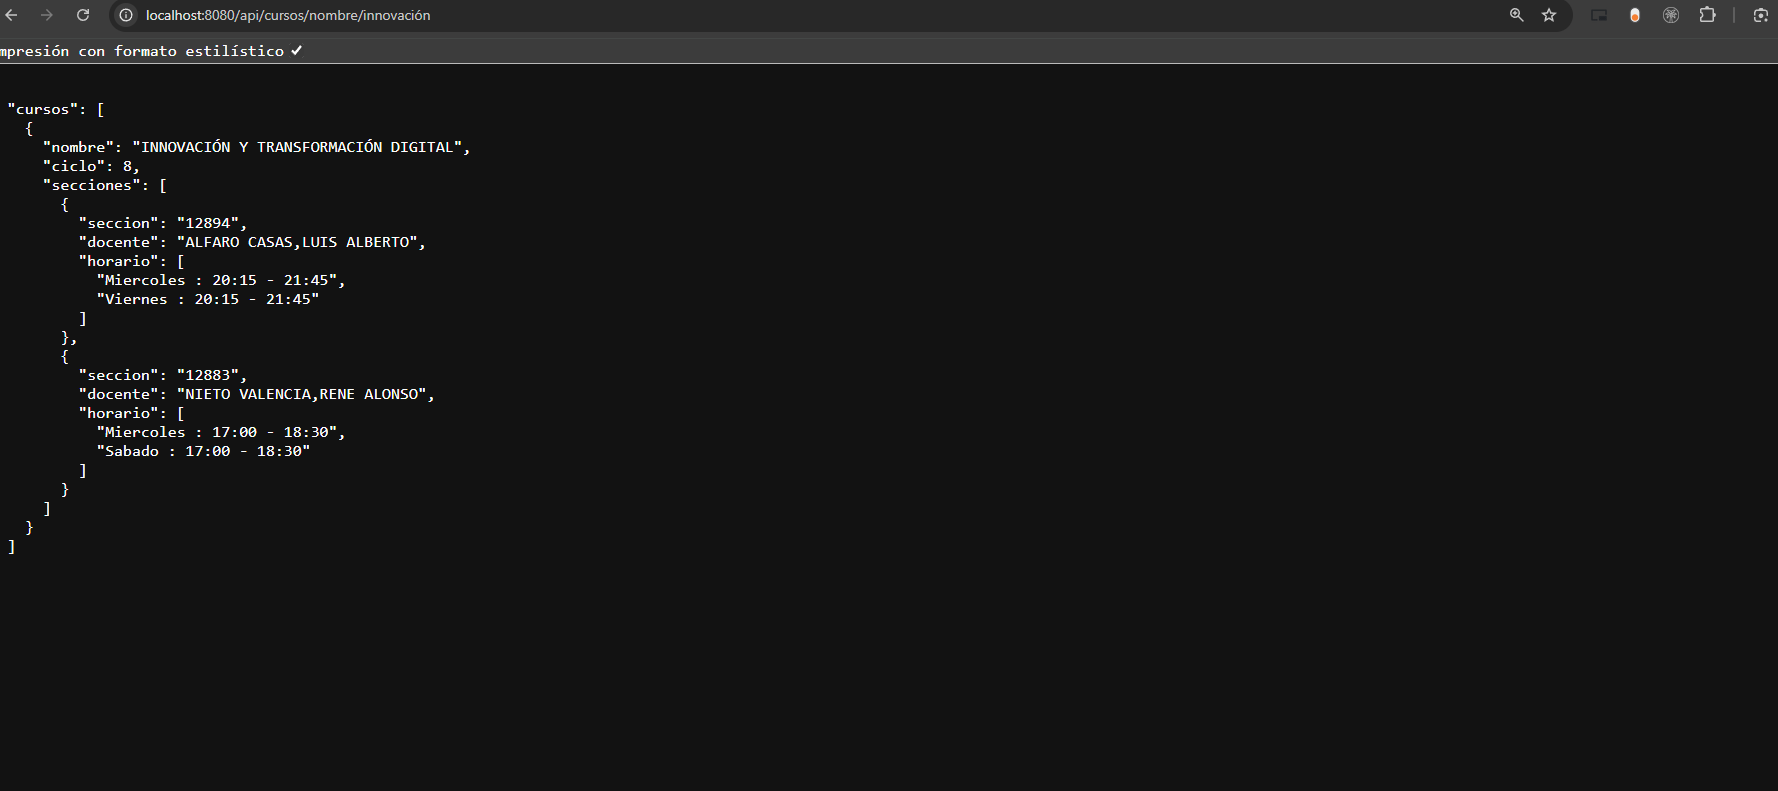 localhost:8080/api/cursos/nombre/innovación
mpresión con formato estilístico
"cursos": [
{
"nombre": "INNOVACIÓN Y TRANSFORMACIÓN DIGITAL",
"ciclo": 8,
"secciones": [
{
"seccion": "12894",
"docente": "ALFARO CASAS,LUIS ALBERTO",
"horario": [
"Miercoles : 20:15 - 21:45",
"Viernes : 20:15 - 21:45"
]
},
{
"seccion": "12883",
"docente": "NIETO VALENCIA,RENE ALONSO",
"horario": [
"Miercoles : 17:00 - 18:30",
"Sabado : 17:00 - 18:30"
]
}
]
}
]